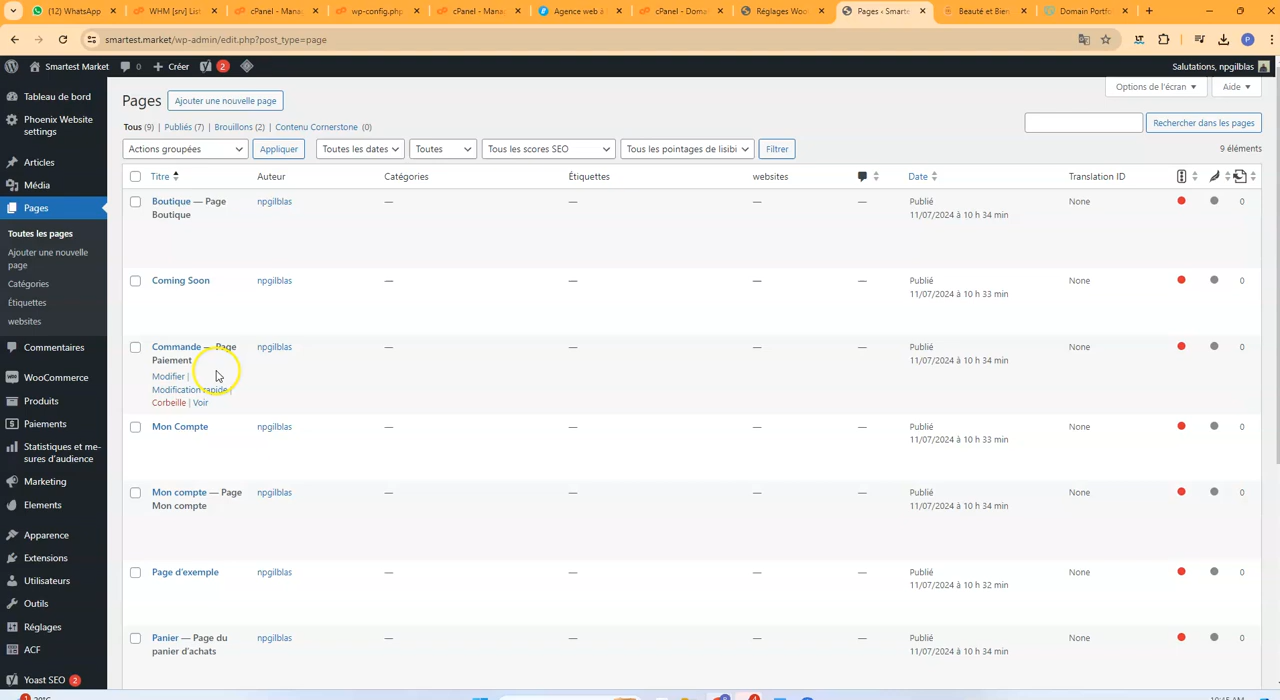 (12) WhatsApp
WHM [srv] List
cPanel - Mana
wp-config.php
cPanel - Mana
Agence web à
cPanel - Doma
Réglages Woo
Pages ‹ Smarte
Beauté et Bien
Domain Portfo
smartest.market/wp-admin/edit.php?post_type=page
Smartest Market 0 Créer 2
Salutations, npgilblas
Tableau de bord
Phoenix Website
settings
Articles
Média
Pages
Toutes les pages
Ajouter une nouvelle
page
Catégories
Étiquettes
websites
Commentaires
WooCommerce
Produits
Paiements
Statistiques et me-
sures d'audience
Marketing
Elements
Apparence
Extensions
Utilisateurs
Outils
Réglages
ACF
Yoast SEO 2
Options de l'écran ▼ Aide ▼
Pages Ajouter une nouvelle page
Tous (9) | Publiés (7) | Brouillons (2) | Contenu Cornerstone (0)
Rechercher dans les pages
Actions groupées Appliquer Toutes les dates Toutes Tous les scores SEO Tous les pointages de lisibi Filtrer
9 éléments
Titre Auteur Catégories Étiquettes websites Date Translation ID
Boutique — Page npgilblas — — — — Publié None 0
Boutique 11/07/2024 à 10 h 34 min
Coming Soon npgilblas — — — — Publié None 0
11/07/2024 à 10 h 33 min
Commande — Page npgilblas — — — — Publié None 0
Paiement 11/07/2024 à 10 h 34 min
Modifier |
Modification rapide |
Corbeille | Voir
Mon Compte npgilblas — — — — Publié None 0
11/07/2024 à 10 h 33 min
Mon compte — Page npgilblas — — — — Publié None 0
Mon compte 11/07/2024 à 10 h 34 min
Page d'exemple npgilblas — — — — Publié None 0
11/07/2024 à 10 h 32 min
Panier — Page du npgilblas — — — — Publié None 0
panier d'achats 11/07/2024 à 10 h 34 min